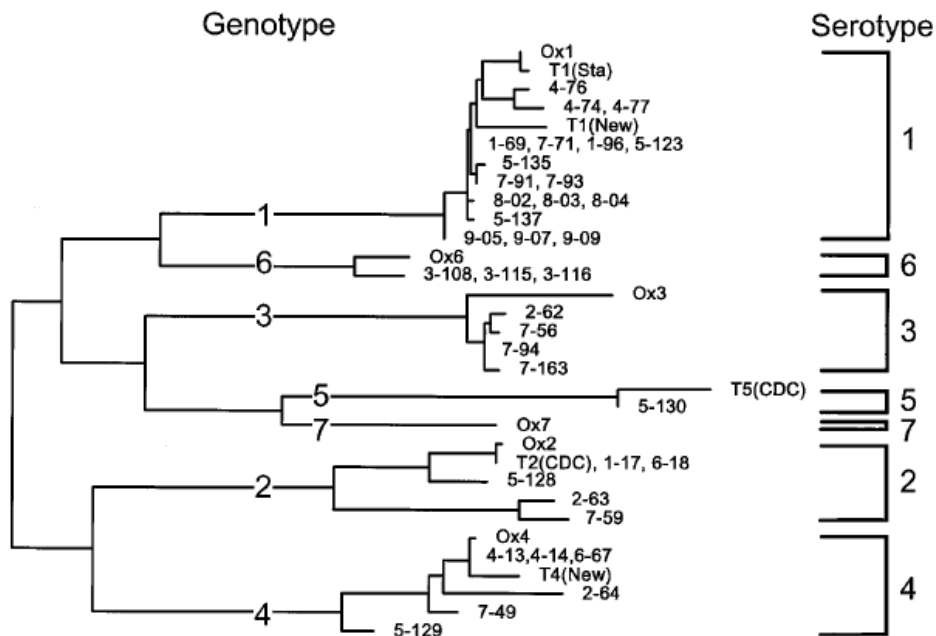 Genotype Serotype
Ox1
T1(Sta)
4-76
4-74, 4-77
T1(New)
1-69, 7-71, 1-96, 5-123
1
5-135
7-91, 7-93
8-02, 8-03, 8-04
1
5-137
9-05, 9-07, 9-09
Ox6
6
6
3-108, 3-115, 3-116
Ox3
3
2-62
7-56
3
7-94
7-163
T5(CDC)
5
5
5-130
Ox7
7
7
Ox2
T2(CDC), 1-17, 6-18
5-128
2
2
2-63
7-59
Ox4
4-13,4-14,6-67
T4(New)
2-64
4
7-49
4
5-129